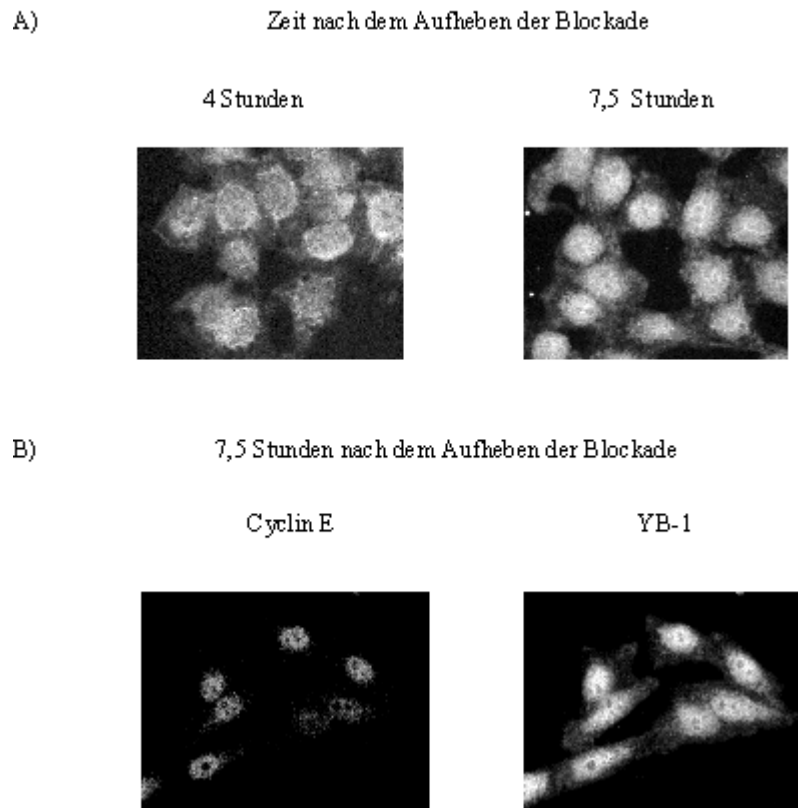 A) Zeit nach dem Aufheben der Blockade
4 Stunden 7,5 Stunden
B) 7,5 Stunden nach dem Aufheben der Blockade
Cyclin E YB-1